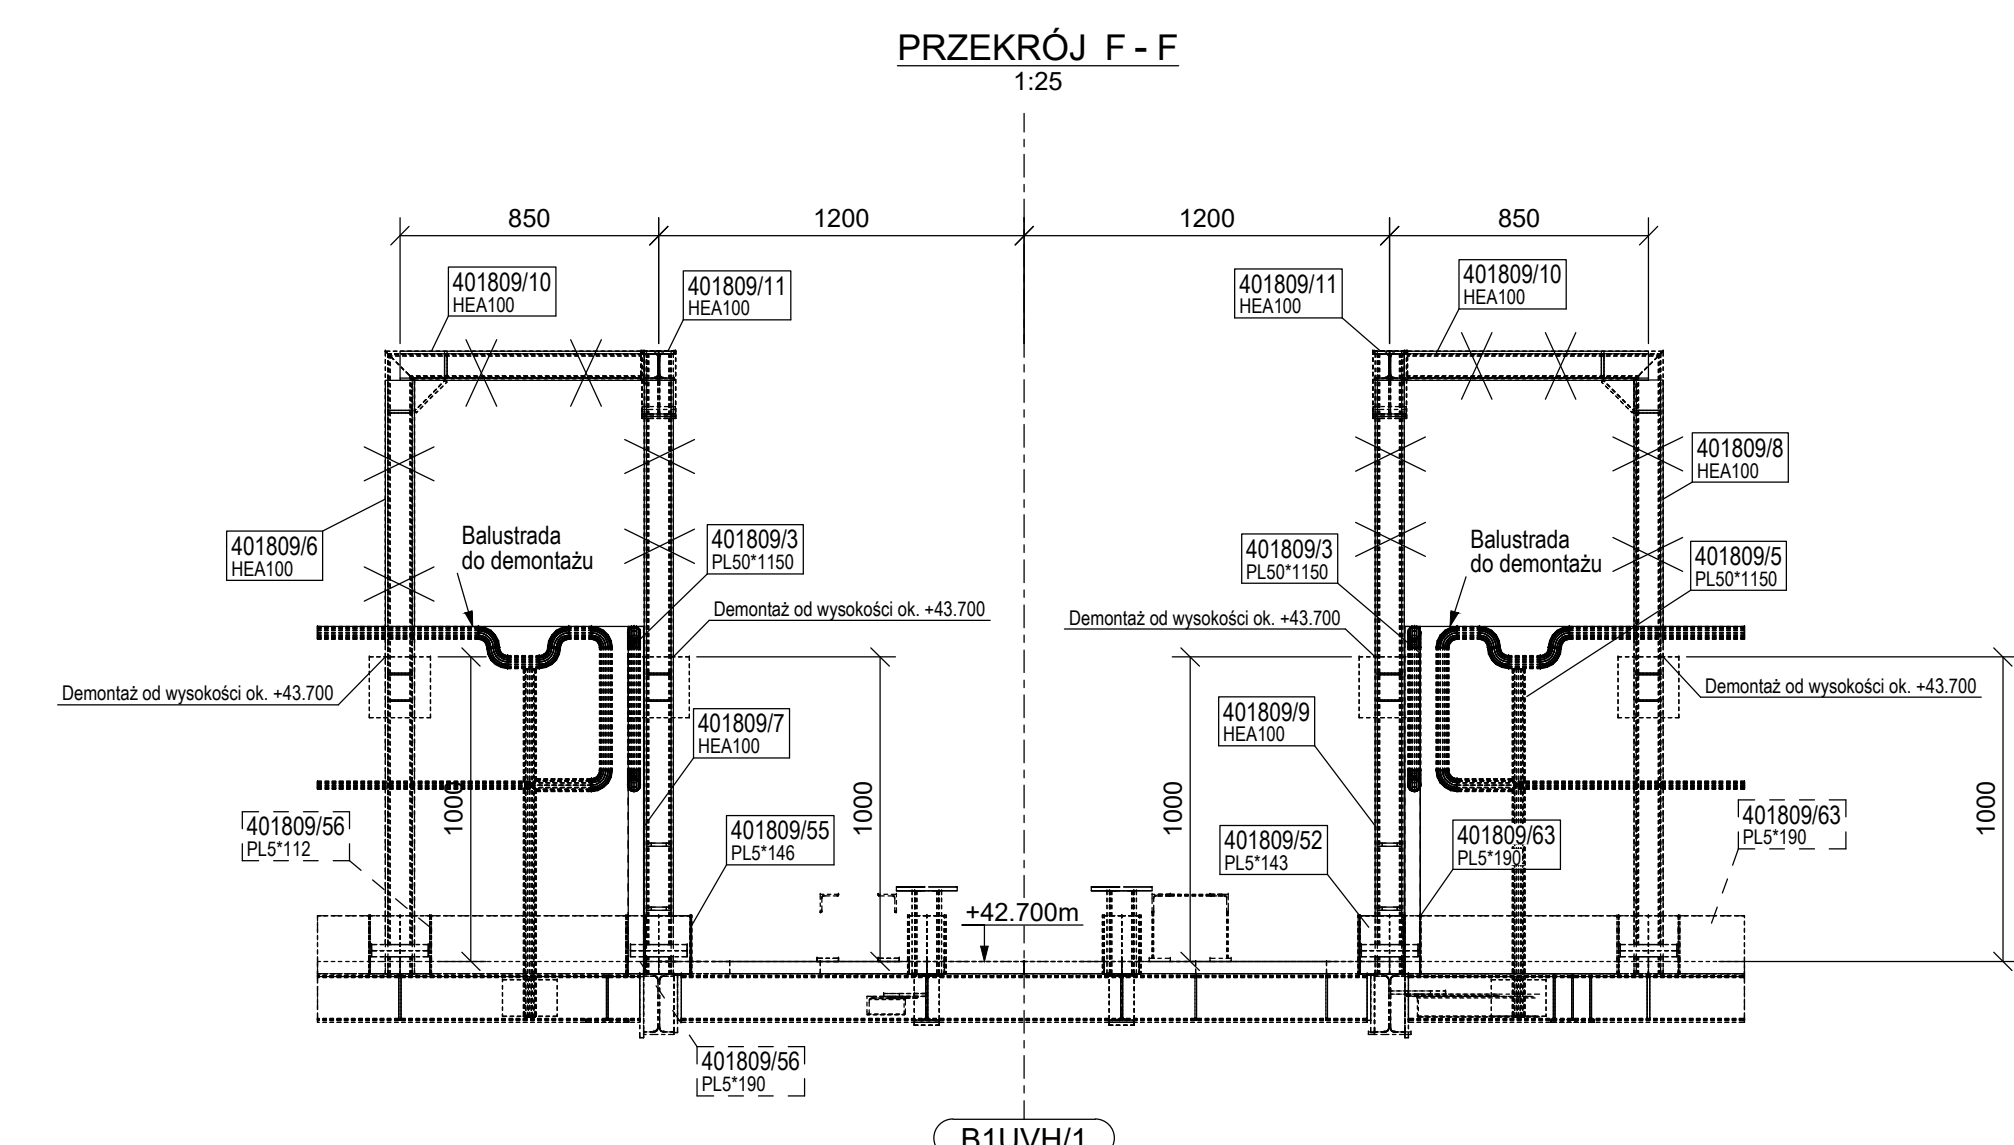 PRZEKRÓJ F - F
1:25
850
1200
1200
850
401809/10
HEA100
401809/11
HEA100
401809/11
HEA100
401809/10
HEA100
401809/8
HEA100
401809/6
HEA100
Balustrada
do demontażu
401809/3
PL50*1150
401809/3
PL50*1150
Balustrada
do demontażu
401809/5
PL50*1150
Demontaż od wysokości ok. +43.700
Demontaż od wysokości ok. +43.700
Demontaż od wysokości ok. +43.700
Demontaż od wysokości ok. +43.700
401809/7
HEA100
401809/9
HEA100
1000
1000
1000
1000
401809/56
PL5*112
401809/55
PL5*146
401809/52
PL5*143
401809/63
PL5*190
401809/63
PL5*190
+42.700m
401809/56
PL5*190
B1UVH/1